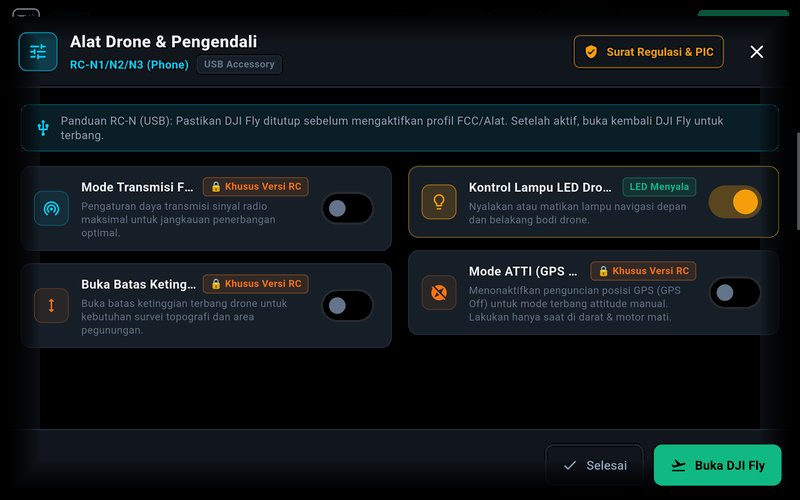 Alat Drone & Pengendali
RC-N1/N2/N3 (Phone) USB Accessory
Surat Regulasi & PIC
Panduan RC-N (USB): Pastikan DJI Fly ditutup sebelum mengaktifkan profil FCC/Alat. Setelah aktif, buka kembali DJI Fly untuk
terbang.
Mode Transmisi F... Khusus Versi RC
Pengaturan daya transmisi sinyal radio
maksimal untuk jangkauan penerbangan
optimal.
Kontrol Lampu LED Dro... LED Menyala
Nyalakan atau matikan lampu navigasi depan
dan belakang bodi drone.
Buka Batas Keting... Khusus Versi RC
Buka batas ketinggian terbang drone untuk
kebutuhan survei topografi dan area
pegunungan.
Mode ATTI (GPS ... Khusus Versi RC
Menonaktifkan penguncian posisi GPS (GPS
Off) untuk mode terbang attitude manual.
Lakukan hanya saat di darat & motor mati.
Selesai
Buka DJI Fly